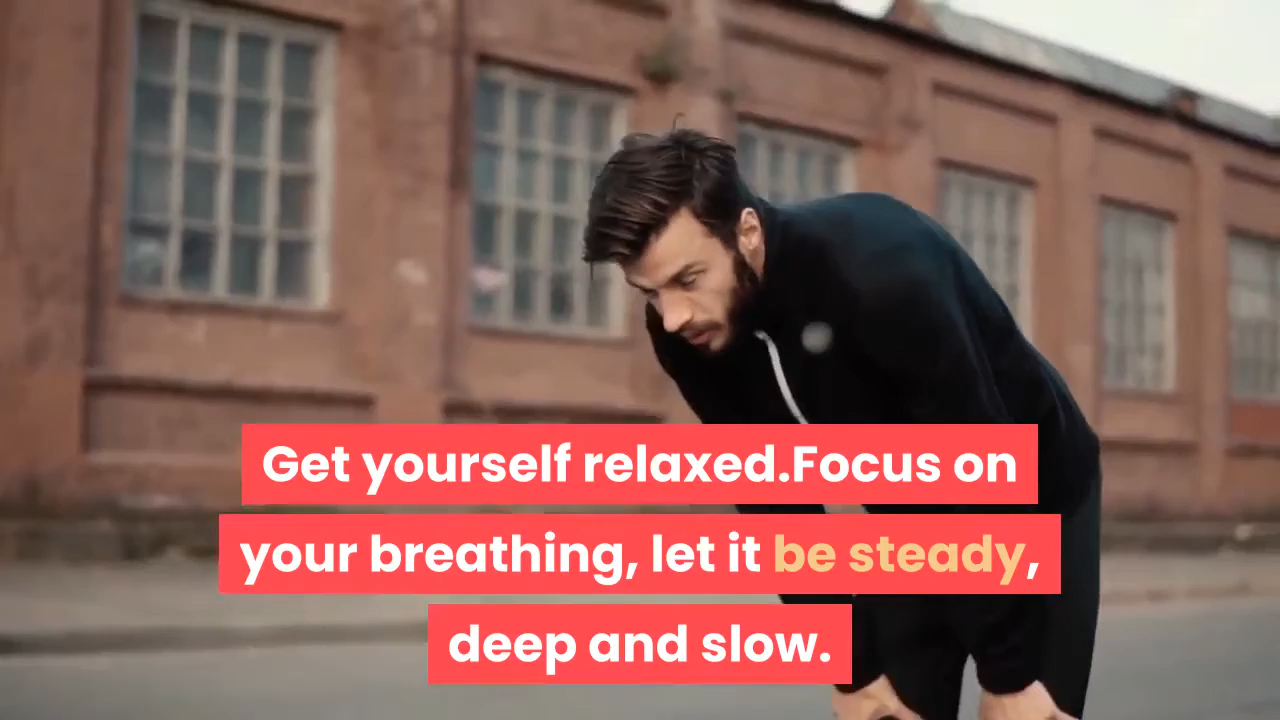 Get yourself relaxed.Focus on
your breathing, let it be steady,
deep and slow.